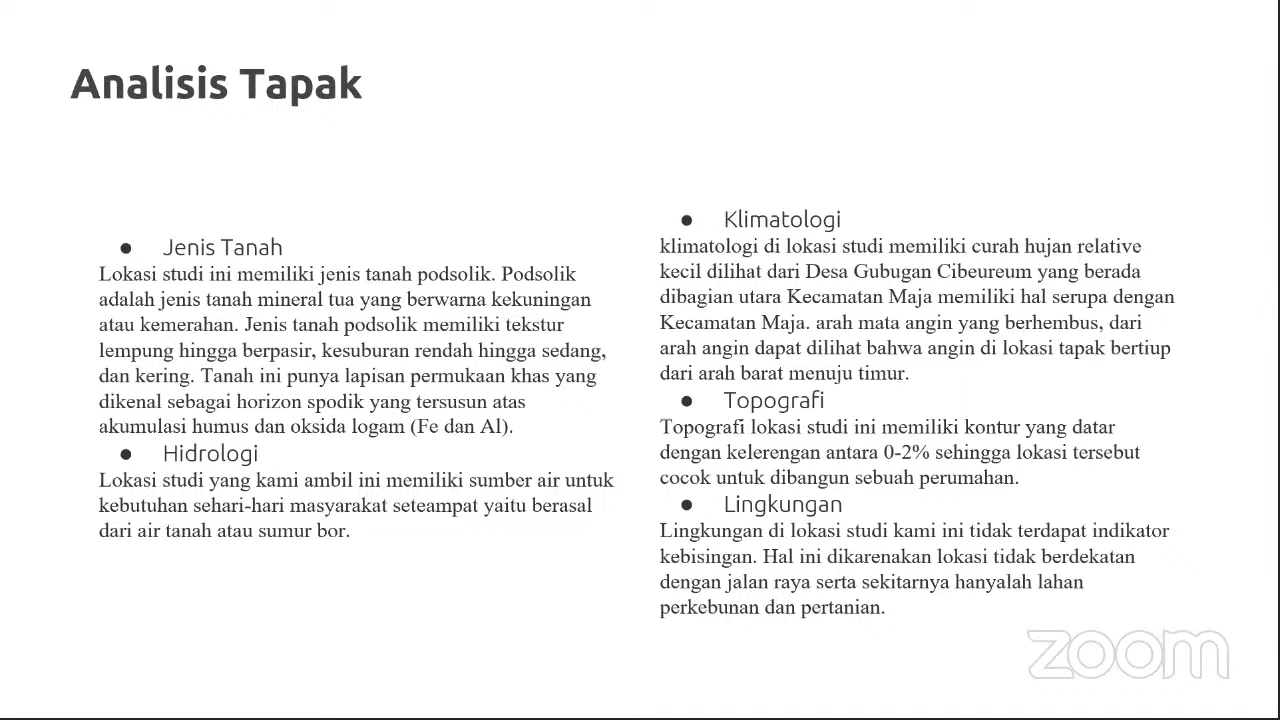 Analisis Tapak
● Jenis Tanah
Lokasi studi ini memiliki jenis tanah podsolik. Podsolik
adalah jenis tanah mineral tua yang berwarna kekuningan
atau kemerahan. Jenis tanah podsolik memiliki tekstur
lempung hingga berpasir, kesuburan rendah hingga sedang,
dan kering. Tanah ini punya lapisan permukaan khas yang
dikenal sebagai horizon spodik yang tersusun atas
akumulasi humus dan oksida logam (Fe dan Al).
● Hidrologi
Lokasi studi yang kami ambil ini memiliki sumber air untuk
kebutuhan sehari-hari masyarakat seteampat yaitu berasal
dari air tanah atau sumur bor.
● Klimatologi
klimatologi di lokasi studi memiliki curah hujan relative
kecil dilihat dari Desa Gubugan Cibeureum yang berada
dibagian utara Kecamatan Maja memiliki hal serupa dengan
Kecamatan Maja. arah mata angin yang berhembus, dari
arah angin dapat dilihat bahwa angin di lokasi tapak bertiup
dari arah barat menuju timur.
● Topografi
Topografi lokasi studi ini memiliki kontur yang datar
dengan kelerengan antara 0-2% sehingga lokasi tersebut
cocok untuk dibangun sebuah perumahan.
● Lingkungan
Lingkungan di lokasi studi kami ini tidak terdapat indikator
kebisingan. Hal ini dikarenakan lokasi tidak berdekatan
dengan jalan raya serta sekitarnya hanyalah lahan
perkebunan dan pertanian.
zoom